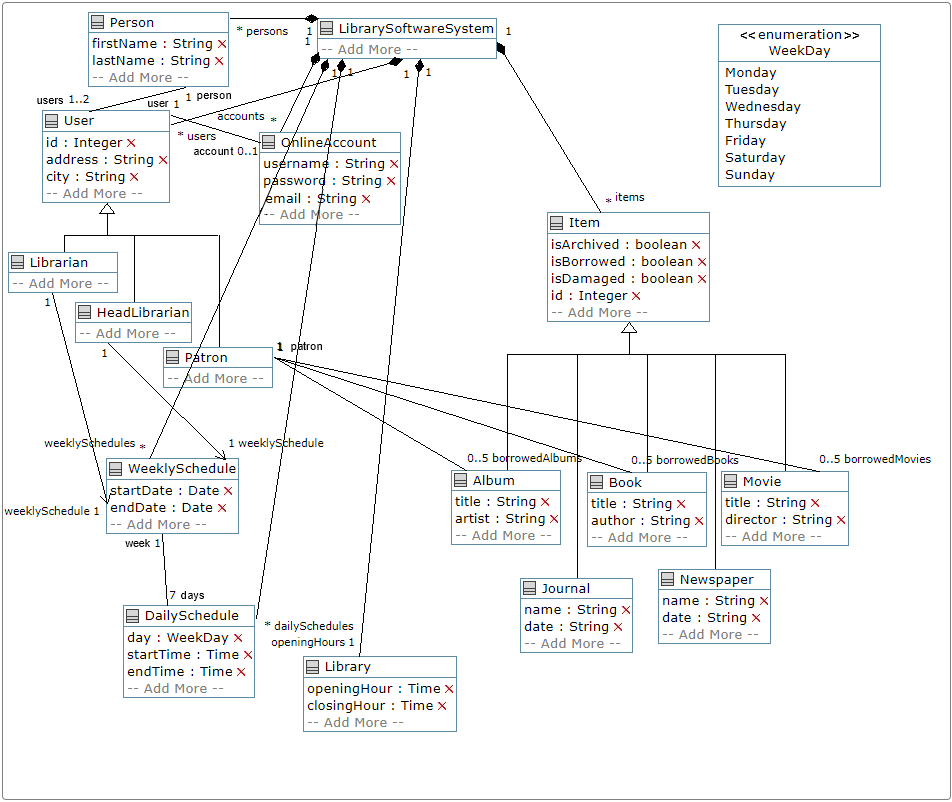 Person
firstName : String
lastName : String
-- Add More --
* persons
1
1
LibrarySoftwareSystem
-- Add More --
1
1
1
1
1
<<enumeration>>
WeekDay
Monday
Tuesday
Wednesday
Thursday
Friday
Saturday
Sunday
users 1..2
1 person
user 1
accounts *
* users
account 0..1
User
id : Integer
address : String
city : String
-- Add More --
OnlineAccount
username : String
password : String
email : String
-- Add More --
* items
Item
isArchived : boolean
isBorrowed : boolean
isDamaged : boolean
id : Integer
-- Add More --
Librarian
-- Add More --
1
HeadLibrarian
-- Add More --
1
Patron
-- Add More --
1 patron
weeklySchedules *
1 weeklySchedule
weeklySchedule 1
WeeklySchedule
startDate : Date
endDate : Date
-- Add More --
week 1
7 days
0..5 borrowedAlbums
0..5 borrowedBooks
0..5 borrowedMovies
Album
title : String
artist : String
-- Add More --
Book
title : String
author : String
-- Add More --
Movie
title : String
director : String
-- Add More --
Journal
name : String
date : String
-- Add More --
Newspaper
name : String
date : String
-- Add More --
DailySchedule
day : WeekDay
startTime : Time
endTime : Time
-- Add More --
* dailySchedules
openingHours 1
Library
openingHour : Time
closingHour : Time
-- Add More --